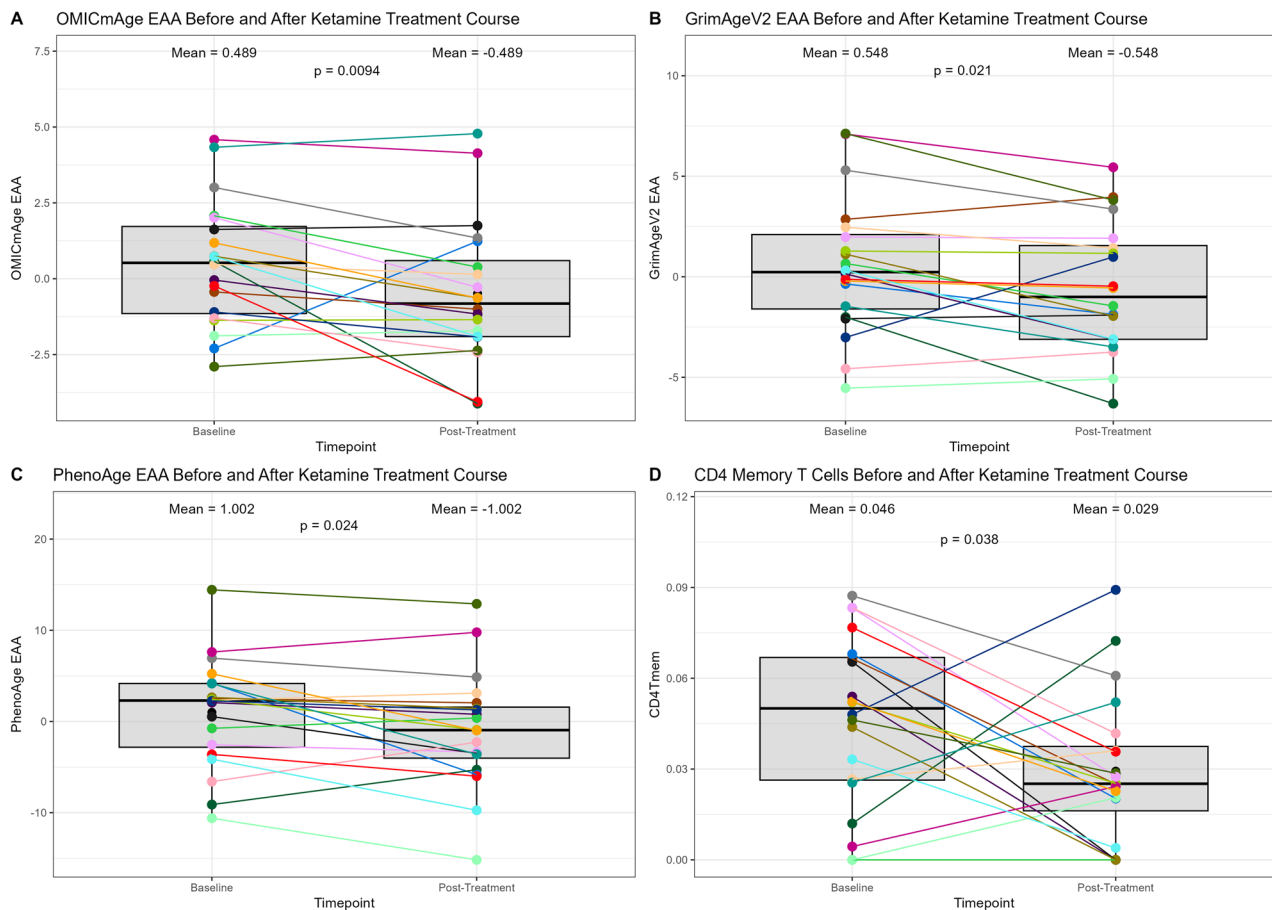 A OMICmAge EAA Before and After Ketamine Treatment Course
Mean = 0.489 Mean = -0.489
p = 0.0094
7.5
5.0
2.5
0.0
-2.5
OMICmAge EAA
Baseline Post-Treatment
Timepoint
B GrimAgeV2 EAA Before and After Ketamine Treatment Course
Mean = 0.548 Mean = -0.548
p = 0.021
10
5
0
-5
GrimAgeV2 EAA
Baseline Post-Treatment
Timepoint
C PhenoAge EAA Before and After Ketamine Treatment Course
Mean = 1.002 Mean = -1.002
p = 0.024
20
10
0
-10
PhenoAge EAA
Baseline Post-Treatment
Timepoint
D CD4 Memory T Cells Before and After Ketamine Treatment Course
Mean = 0.046 Mean = 0.029
p = 0.038
0.12
0.09
0.06
0.03
0.00
CD4Tmem
Baseline Post-Treatment
Timepoint